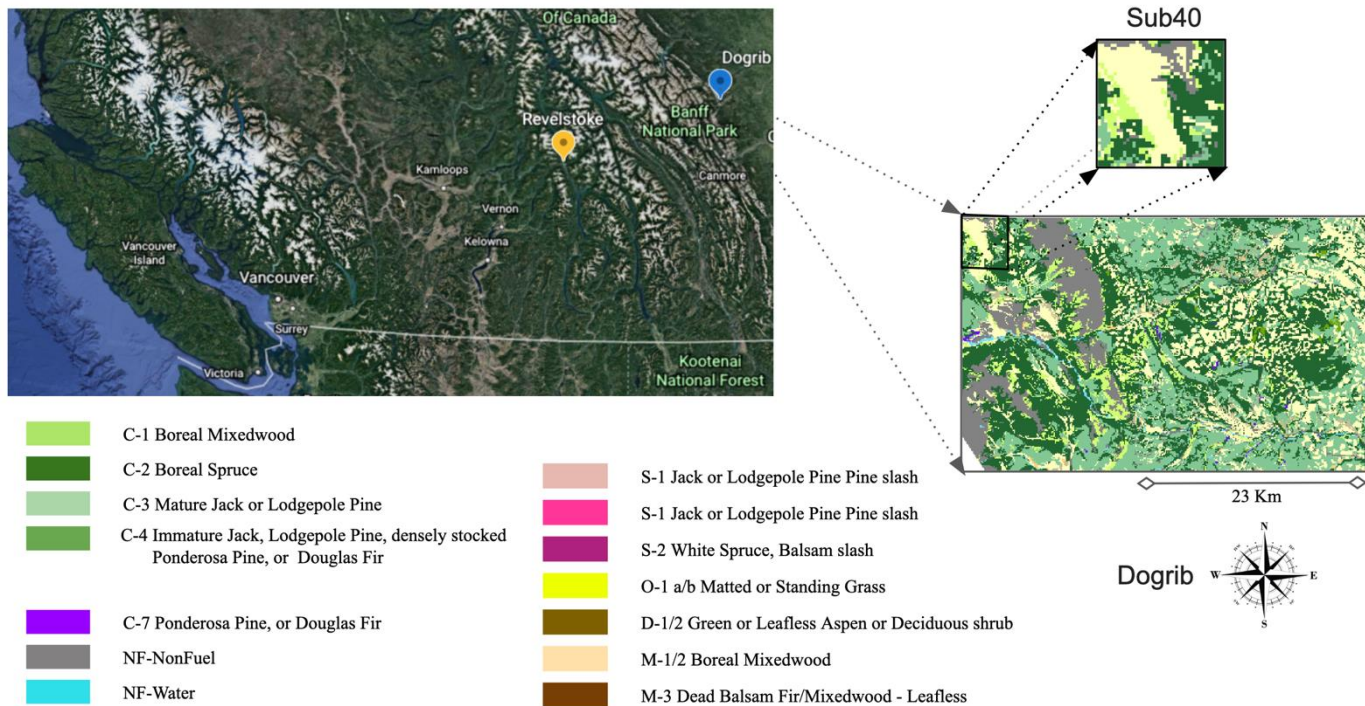 Sub40
Of Canada
Dogrib
Banff
National Park
Revelstoke
Kamloops
Canmore
Vernon
Kelowna
Vancouver
Island
Vancouver
Surrey
Victoria
Kootenai
National Forest
23 Km
Dogrib
N
W
E
S
C-1 Boreal Mixedwood
C-2 Boreal Spruce
C-3 Mature Jack or Lodgepole Pine
C-4 Immature Jack, Lodgepole Pine, densely stocked
Ponderosa Pine, or Douglas Fir
C-7 Ponderosa Pine, or Douglas Fir
NF-NonFuel
NF-Water
S-1 Jack or Lodgepole Pine Pine slash
S-1 Jack or Lodgepole Pine Pine slash
S-2 White Spruce, Balsam slash
O-1 a/b Matted or Standing Grass
D-1/2 Green or Leafless Aspen or Deciduous shrub
M-1/2 Boreal Mixedwood
M-3 Dead Balsam Fir/Mixedwood - Leafless